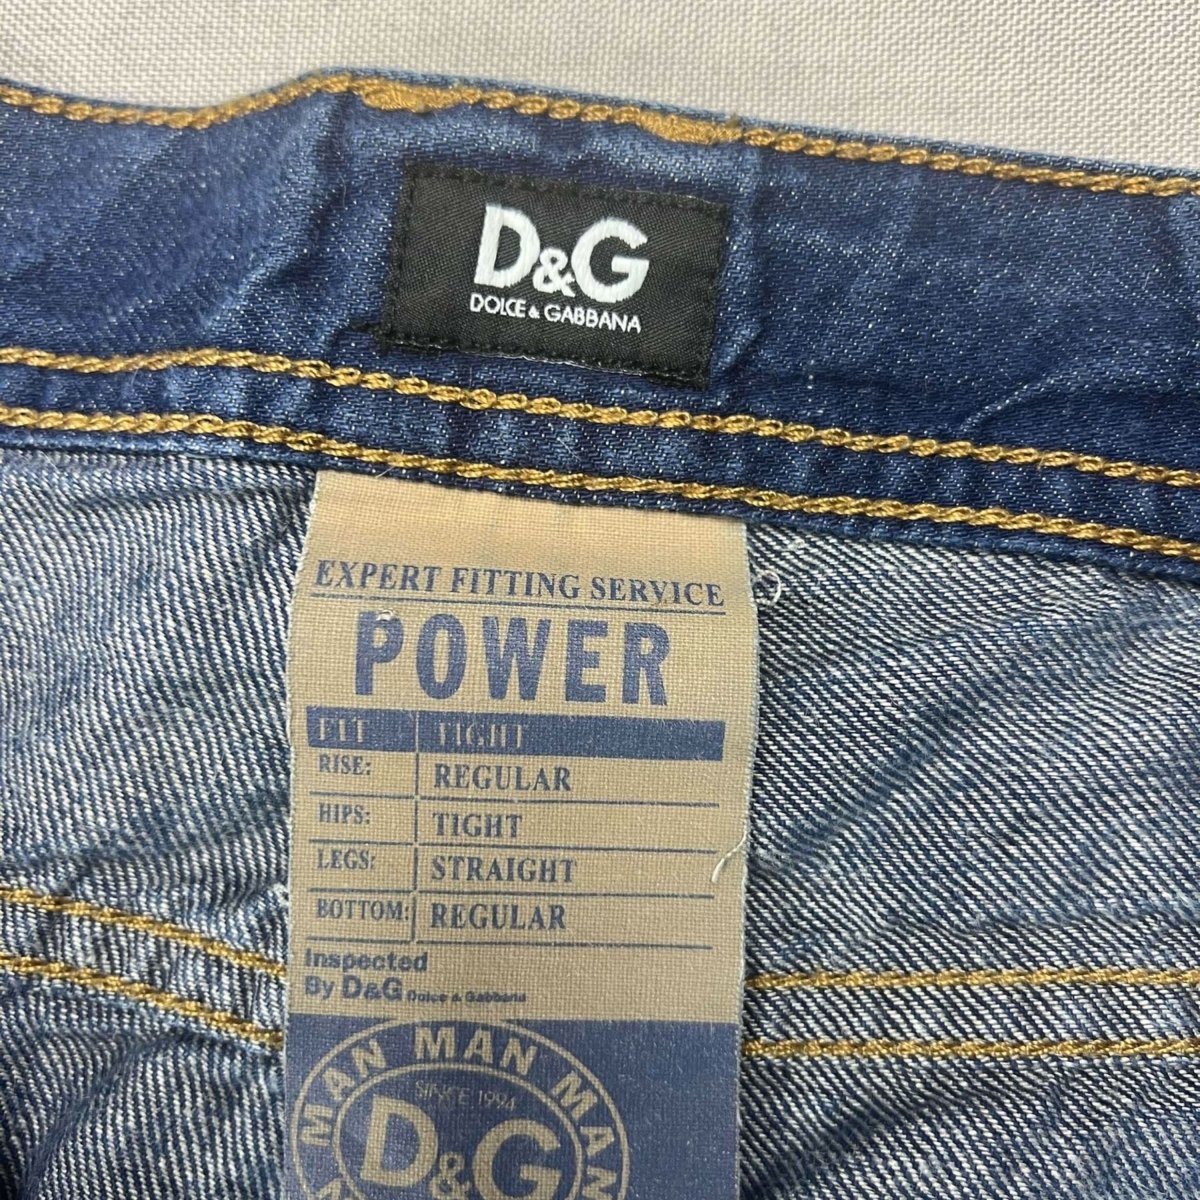 D&G
DOLCE & GABBANA
EXPERT FITTING SERVICE
POWER
FIT TIGHT
RISE: REGULAR
HIPS: TIGHT
LEGS: STRAIGHT
BOTTOM: REGULAR
Inspected
By D&G Dolce & Gabbana
MAN MAN MAN
SINCE 1994
D&G